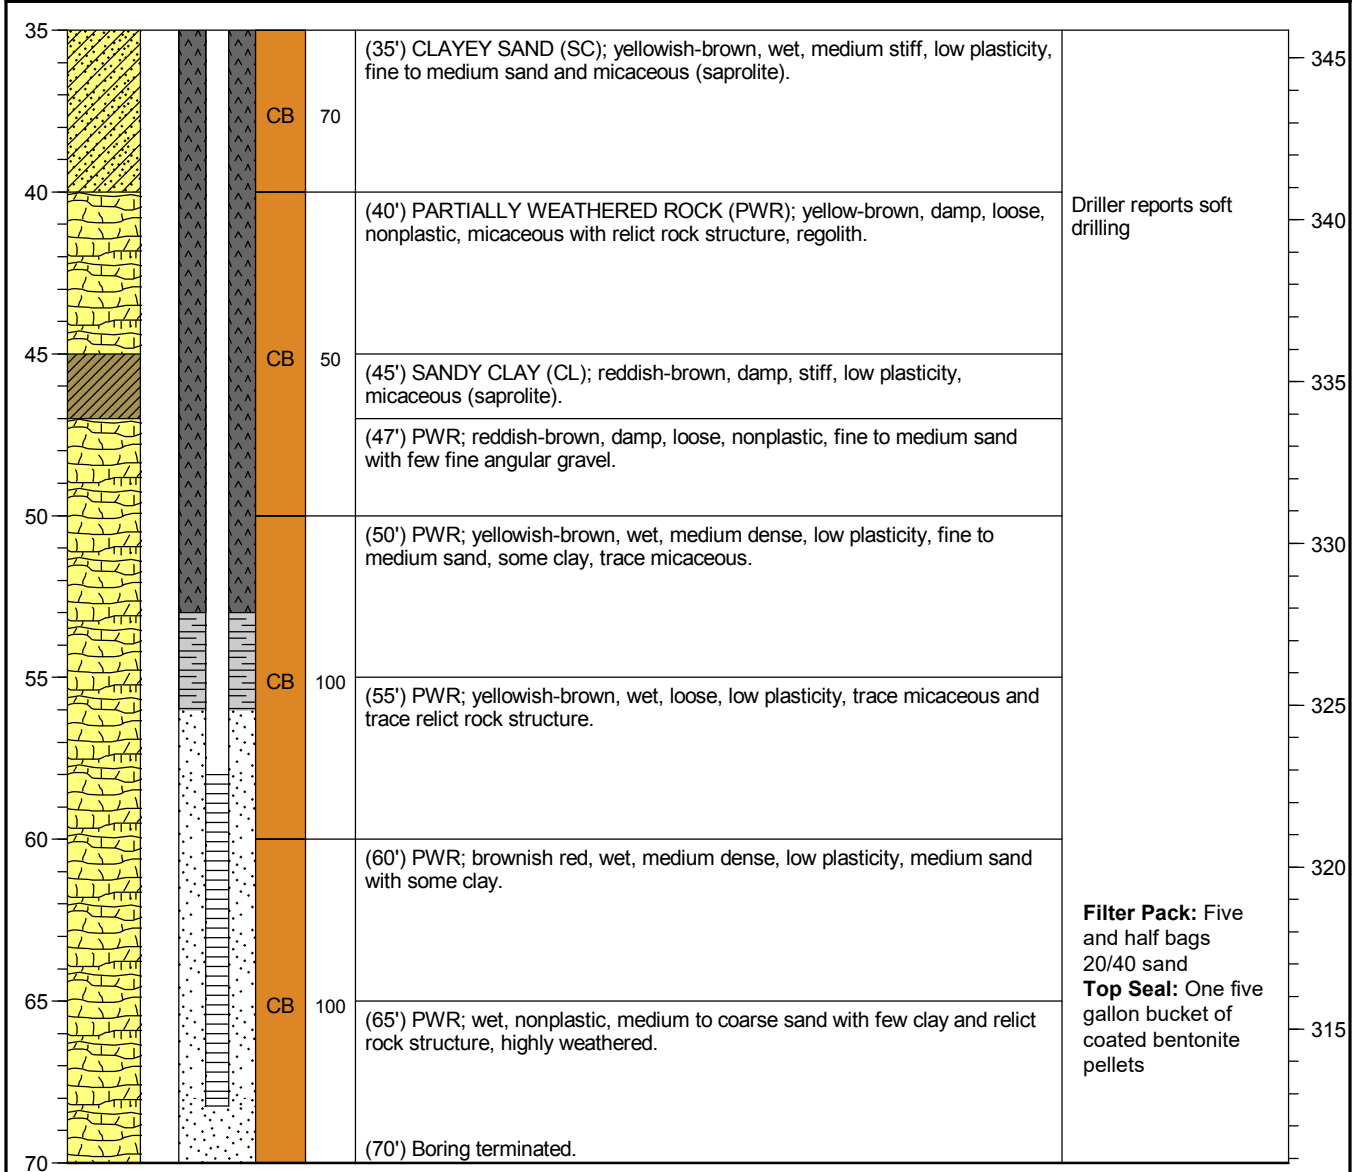 35
(35') CLAYEY SAND (SC); yellowish-brown, wet, medium stiff, low plasticity,
fine to medium sand and micaceous (saprolite).
345
CB
70
40
(40') PARTIALLY WEATHERED ROCK (PWR); yellow-brown, damp, loose,
nonplastic, micaceous with relict rock structure, regolith.
Driller reports soft
drilling
340
45
CB
50
(45') SANDY CLAY (CL); reddish-brown, damp, stiff, low plasticity,
micaceous (saprolite).
335
(47') PWR; reddish-brown, damp, loose, nonplastic, fine to medium sand
with few fine angular gravel.
50
(50') PWR; yellowish-brown, wet, medium dense, low plasticity, fine to
medium sand, some clay, trace micaceous.
330
55
CB
100
(55') PWR; yellowish-brown, wet, loose, low plasticity, trace micaceous and
trace relict rock structure.
325
60
(60') PWR; brownish red, wet, medium dense, low plasticity, medium sand
with some clay.
320
Filter Pack: Five
and half bags
20/40 sand
Top Seal: One five
gallon bucket of
coated bentonite
pellets
65
CB
100
(65') PWR; wet, nonplastic, medium to coarse sand with few clay and relict
rock structure, highly weathered.
315
(70') Boring terminated.
70